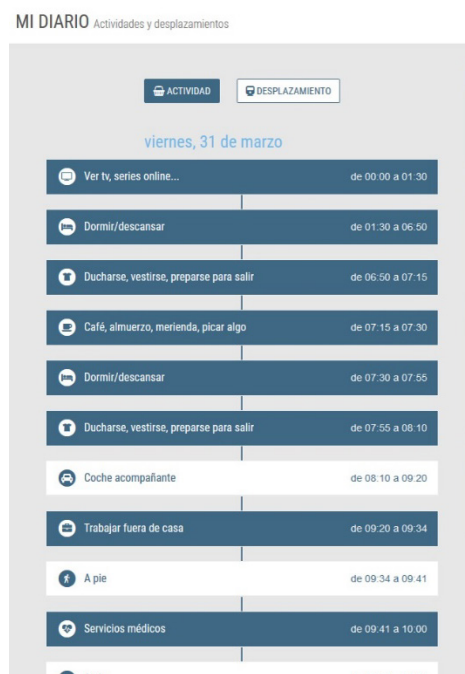 MI DIARIO Actividades y desplazamientos
ACTIVIDAD DESPLAZAMIENTO
viernes, 31 de marzo
Ver tv, series online... de 00:00 a 01:30
Dormir/descansar de 01:30 a 06:50
Ducharse, vestirse, preparse para salir de 06:50 a 07:15
Café, almuerzo, merienda, picar algo de 07:15 a 07:30
Dormir/descansar de 07:30 a 07:55
Ducharse, vestirse, preparse para salir de 07:55 a 08:10
Coche acompañante de 08:10 a 09:20
Trabajar fuera de casa de 09:20 a 09:34
A pie de 09:34 a 09:41
Servicios médicos de 09:41 a 10:00